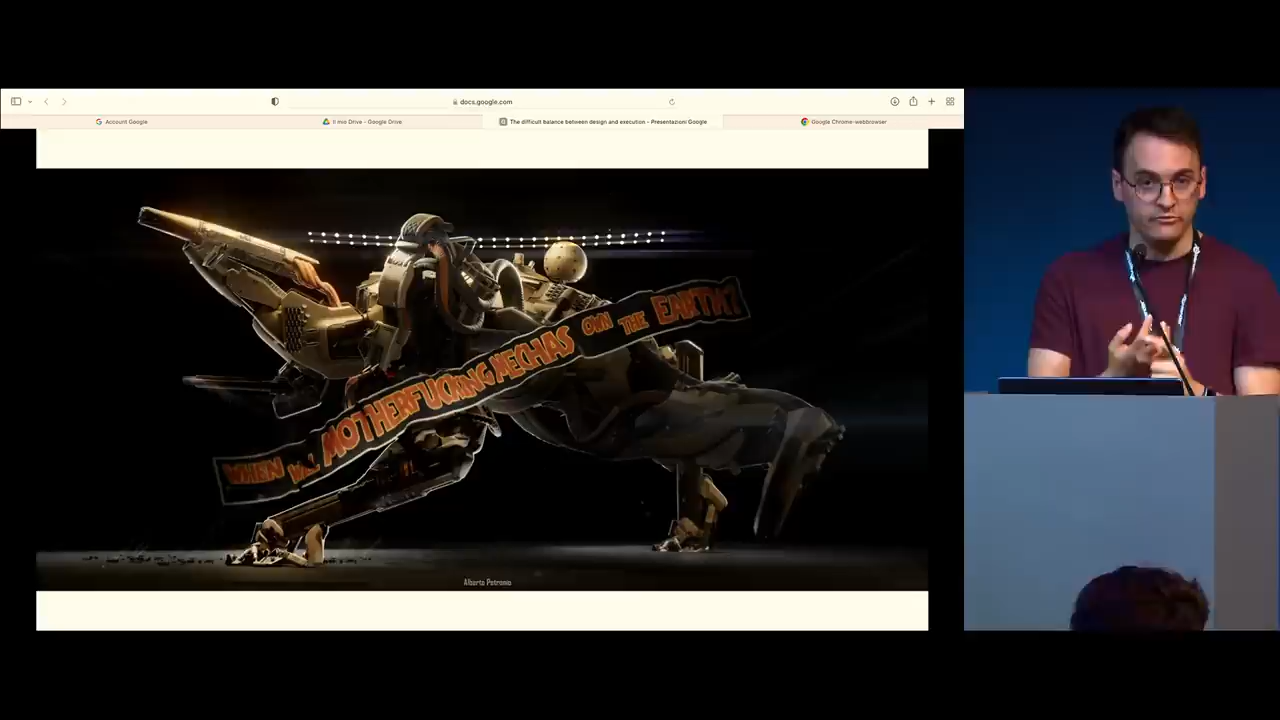 docs.google.com
Account Google
Il mio Drive - Google Drive
The difficult balance between design and execution - Presentazioni Google
Google Chrome-webbrowser
WHEN WILL MOTHERFUCKING MECHAS OWN THE EARTH?
Alberto Petronio